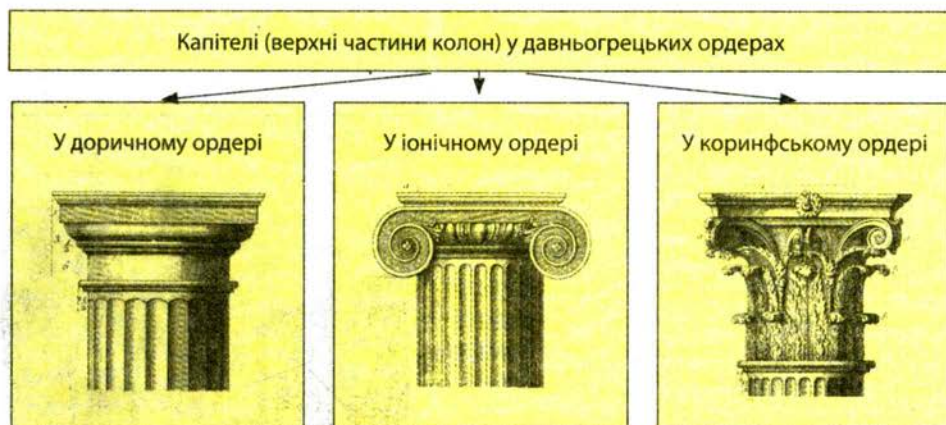 Капітелі (верхні частини колон) у давньогрецьких ордерах
У доричному ордері
У іонічному ордері
У коринфському ордері